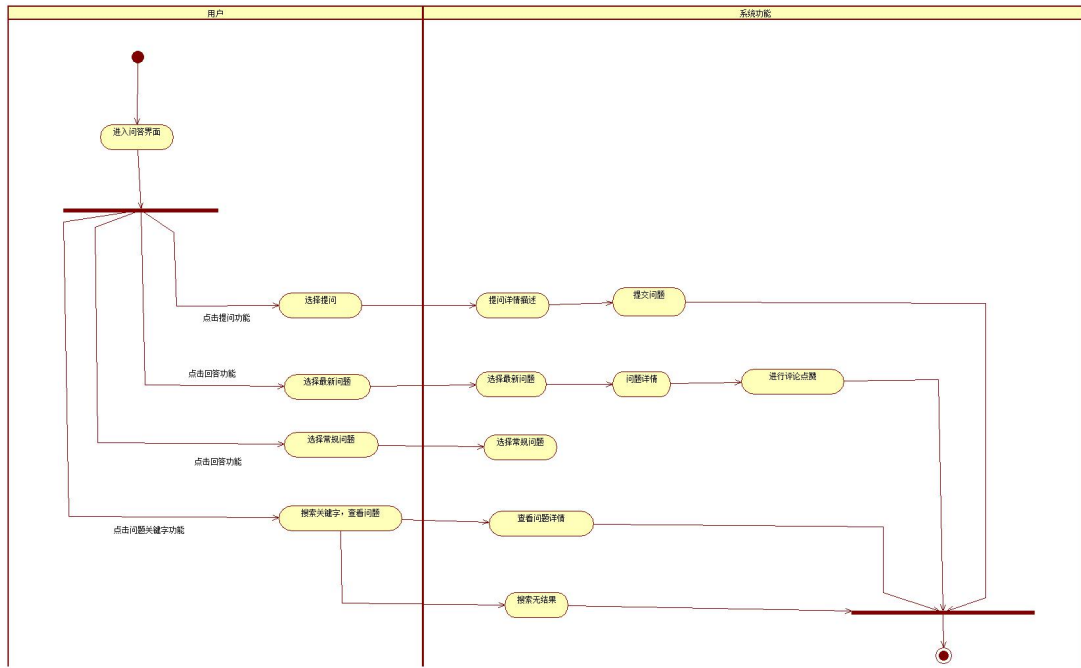 用户
系统功能
进入问答界面
选择提问
提问详情描述
提交问题
点击提问功能
点击回答功能
选择最新问题
选择最新问题
问题详情
进行评论点赞
选择常规问题
选择常规问题
点击回答功能
搜索关键字，查看问题
查看问题详情
点击问题关键字功能
搜索无结果